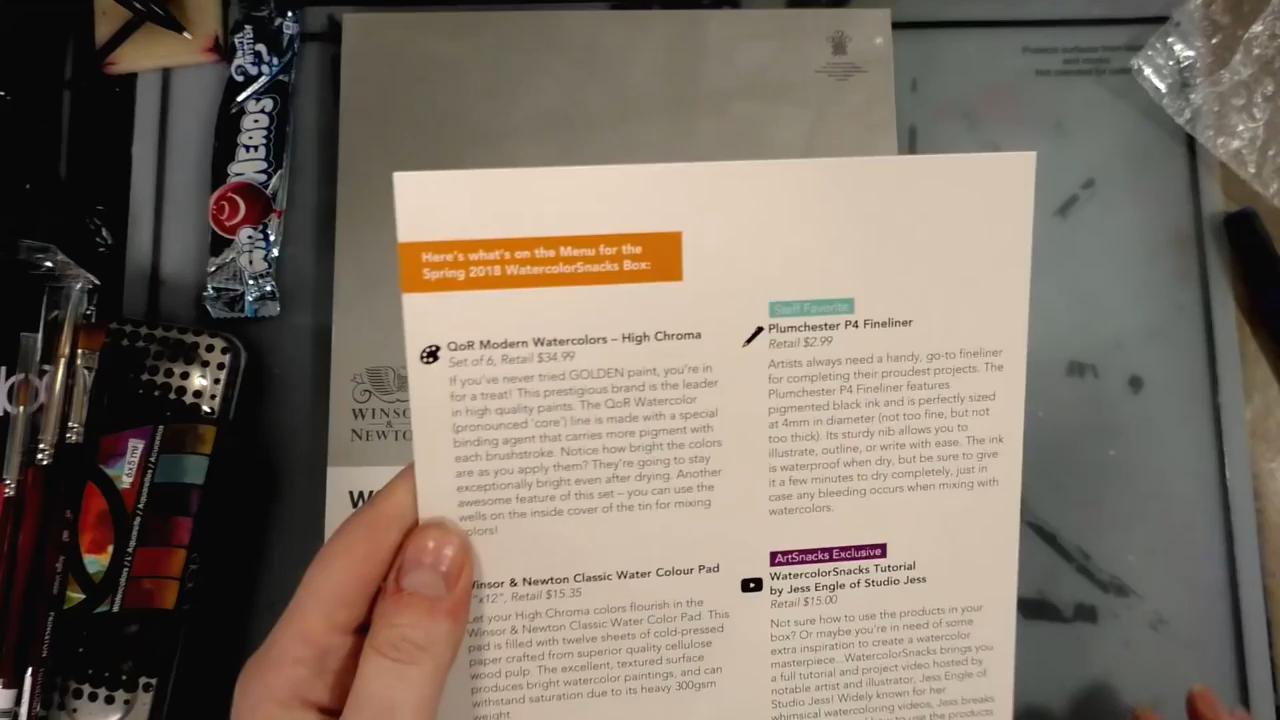 AIRHEADS
WHITE MYSTERY
WINSOR
&
NEWTON
Here's what's on the Menu for the
Spring 2018 WatercolorSnacks Box:
QoR Modern Watercolors – High Chroma
Set of 6, Retail $34.99
If you've never tried GOLDEN paint, you're in
for a treat! This prestigious brand is the leader
in high quality paints. The QoR Watercolor
(pronounced 'core') line is made with a special
binding agent that carries more pigment with
each brushstroke. Notice how bright the colors
are as you apply them? They're going to stay
exceptionally bright even after drying. Another
awesome feature of this set – you can use the
wells on the inside cover of the tin for mixing
colors!
Winsor & Newton Classic Water Colour Pad
"x12", Retail $15.35
Let your High Chroma colors flourish in the
Winsor & Newton Classic Water Color Pad. This
pad is filled with twelve sheets of cold-pressed
paper crafted from superior quality cellulose
wood pulp. The excellent, textured surface
produces bright watercolor paintings, and can
withstand saturation due to its heavy 300gsm
weight.
Staff Favorite
Plumchester P4 Fineliner
Retail $2.99
Artists always need a handy, go-to fineliner
for completing their proudest projects. The
Plumchester P4 Fineliner features
pigmented black ink and is perfectly sized
at 4mm in diameter (not too fine, but not
too thick). Its sturdy nib allows you to
illustrate, outline, or write with ease. The ink
is waterproof when dry, but be sure to give
it a few minutes to dry completely, just in
case any bleeding occurs when mixing with
watercolors.
ArtSnacks Exclusive
WatercolorSnacks Tutorial
by Jess Engle of Studio Jess
Retail $15.00
Not sure how to use the products in your
box? Or maybe you're in need of some
extra inspiration to create a watercolor
masterpiece...WatercolorSnacks brings you
a full tutorial and project video hosted by
notable artist and illustrator, Jess Engle of
Studio Jess! Widely known for her
whimsical watercoloring videos, Jess breaks
how to use the products
Watercolors / L'Aquarelle / Aquarelles
6x5 ml